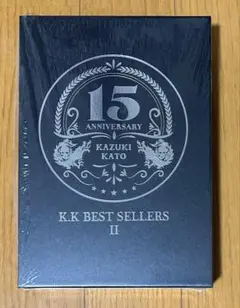 15
ANNIVERSARY
KAZUKI
KATO
K.K BEST SELLERS
II